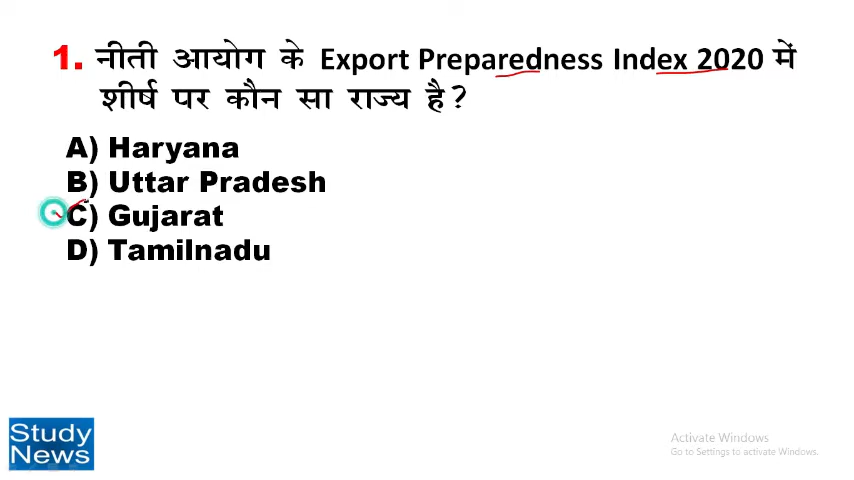 1. नीती आयोग के Export Preparedness Index 2020 में
शीर्ष पर कौन सा राज्य है?
A) Haryana
B) Uttar Pradesh
C) Gujarat
D) Tamilnadu
Study
News
Activate Windows
Go to Settings to activate Windows.